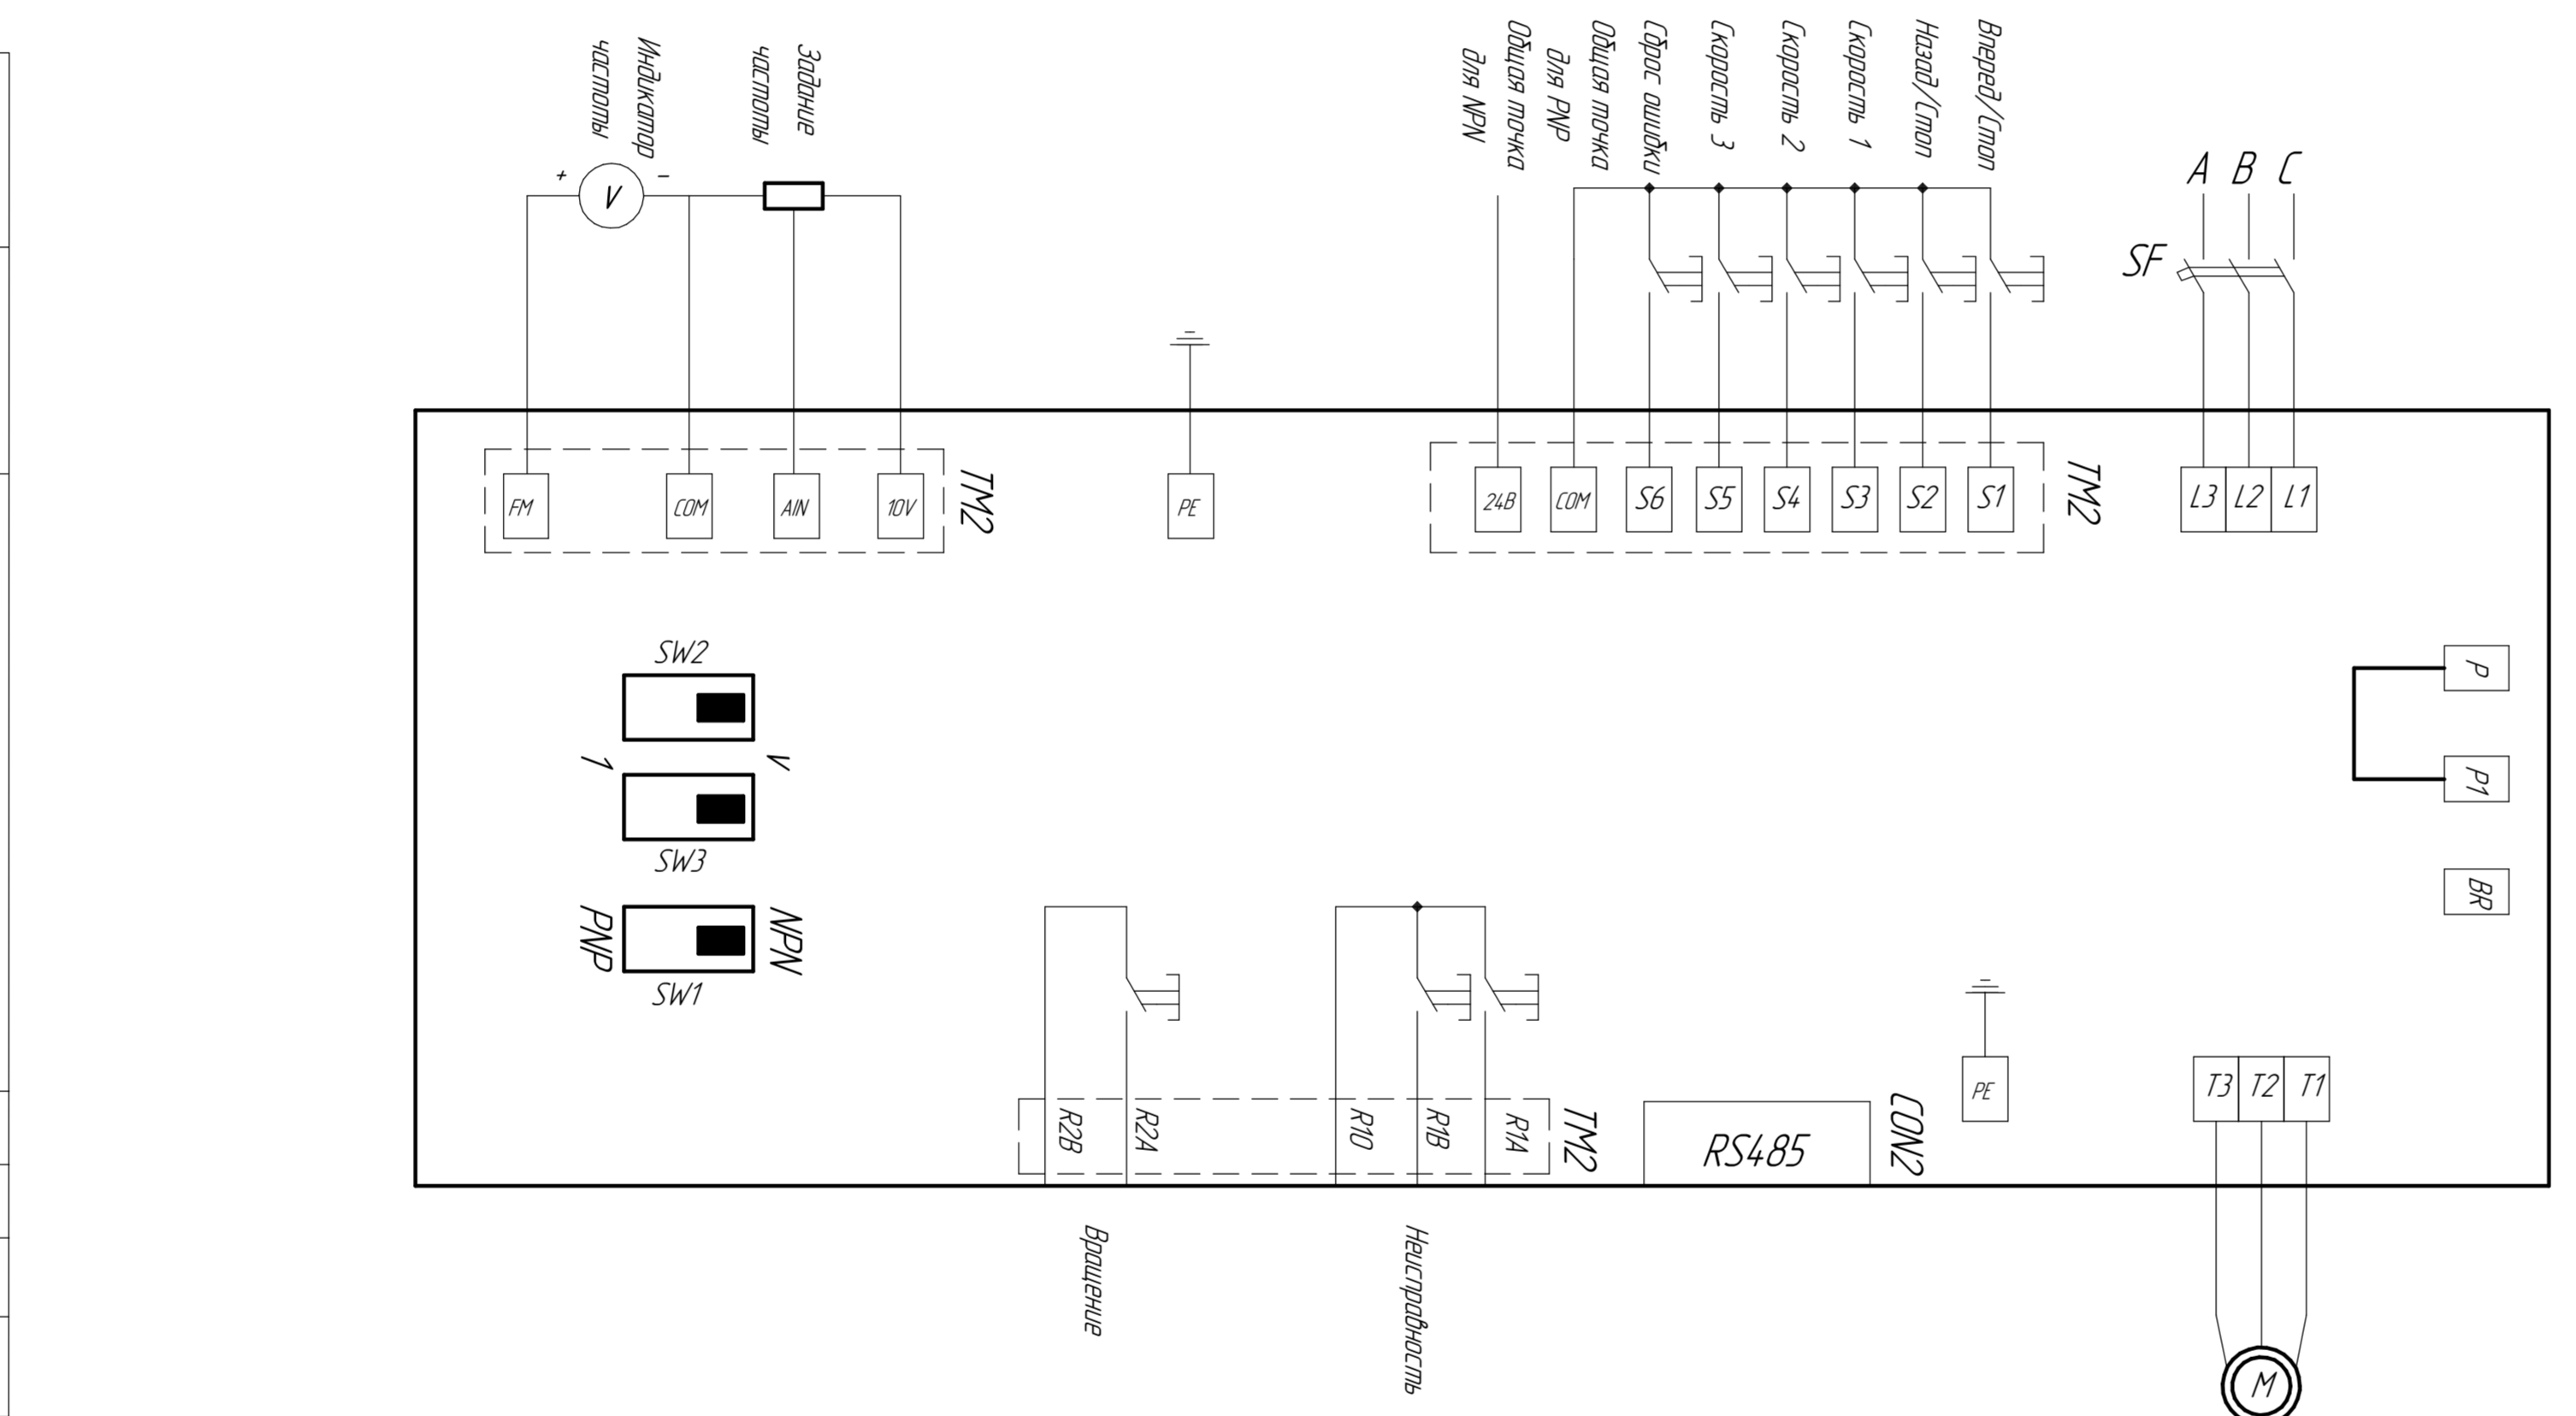 Индикатор
частоты
Задание
частоты
Общая точка
для NPN
Общая точка
для PNP
Сброс ошибки
Скорость 3
Скорость 2
Скорость 1
Назад/Стоп
Вперед/Стоп
A B C
SF
+ V −
FM COM AIN 10V
TM2
PE
24В COM S6 S5 S4 S3 S2 S1
TM2
L3 L2 L1
SW2
1 V
SW3
PNP NPN
SW1
P
P1
BR
R2B R2A R10 R1B R1A
TM2
RS485
CON2
PE
T3 T2 T1
Вращение
Неисправность
M